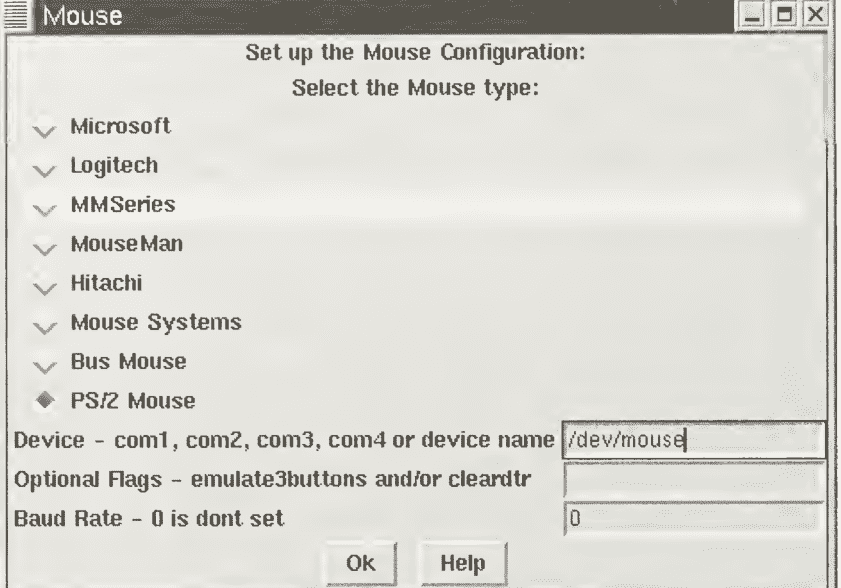 Mouse
Set up the Mouse Configuration:
Select the Mouse type:
Microsoft
Logitech
MMSeries
MouseMan
Hitachi
Mouse Systems
Bus Mouse
PS/2 Mouse
Device - com1, com2, com3, com4 or device name /dev/mouse
Optional Flags - emulate3buttons and/or cleardtr
Baud Rate - 0 is dont set 0
Ok Help